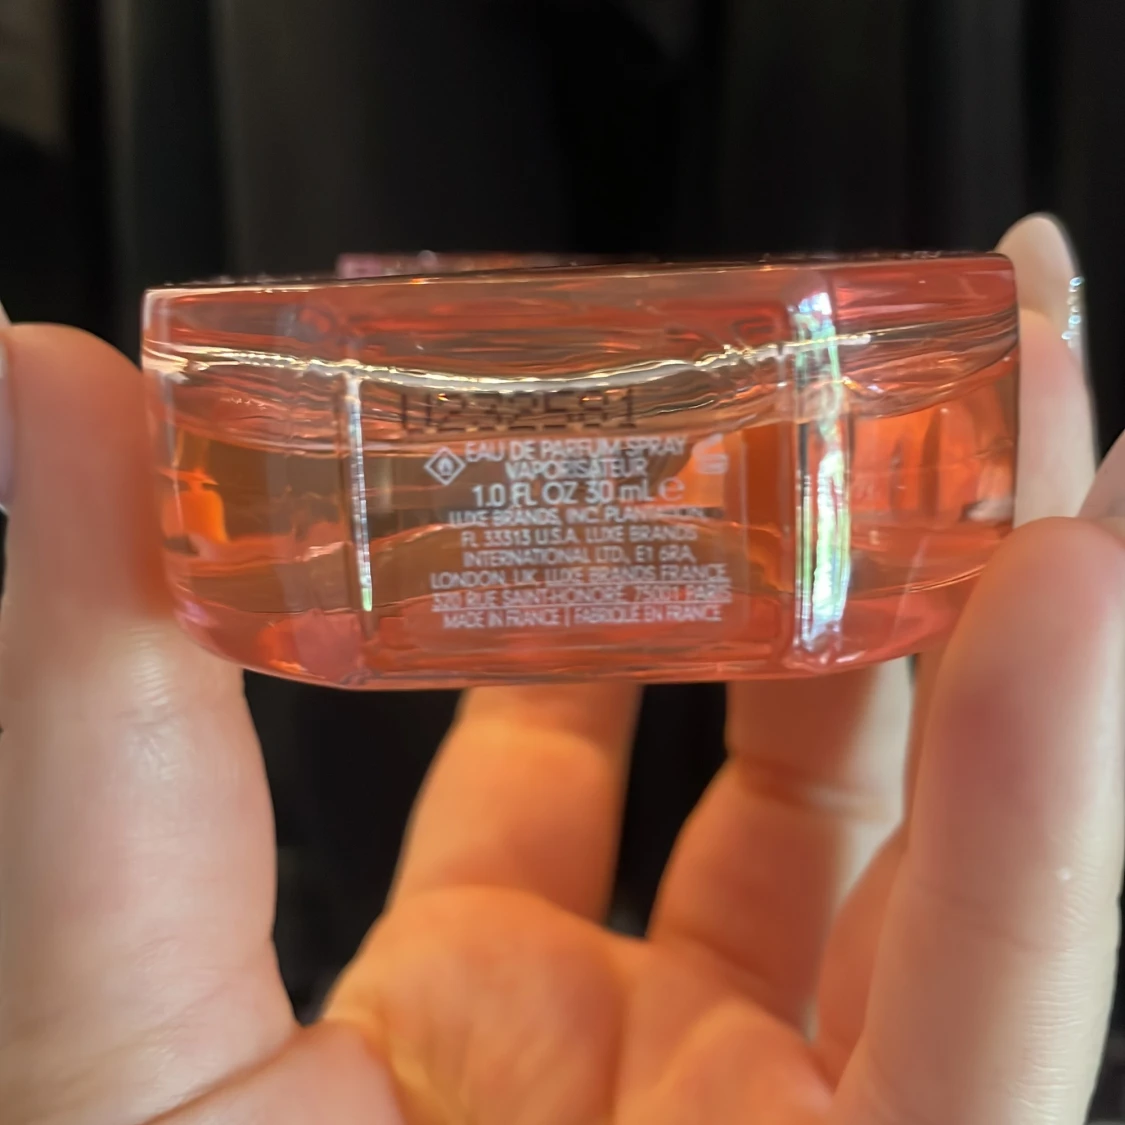 U232581
EAU DE PARFUM SPRAY
VAPORISATEUR
1.0 FL OZ 30 mL ℮
LUXE BRANDS, INC. PLANTATION
FL 33313 U.S.A. LUXE BRANDS
INTERNATIONAL LTD., E1 6RA,
LONDON, UK, LUXE BRANDS FRANCE,
320 RUE SAINT-HONORE, 75001 PARIS
MADE IN FRANCE | FABRIQUÉ EN FRANCE